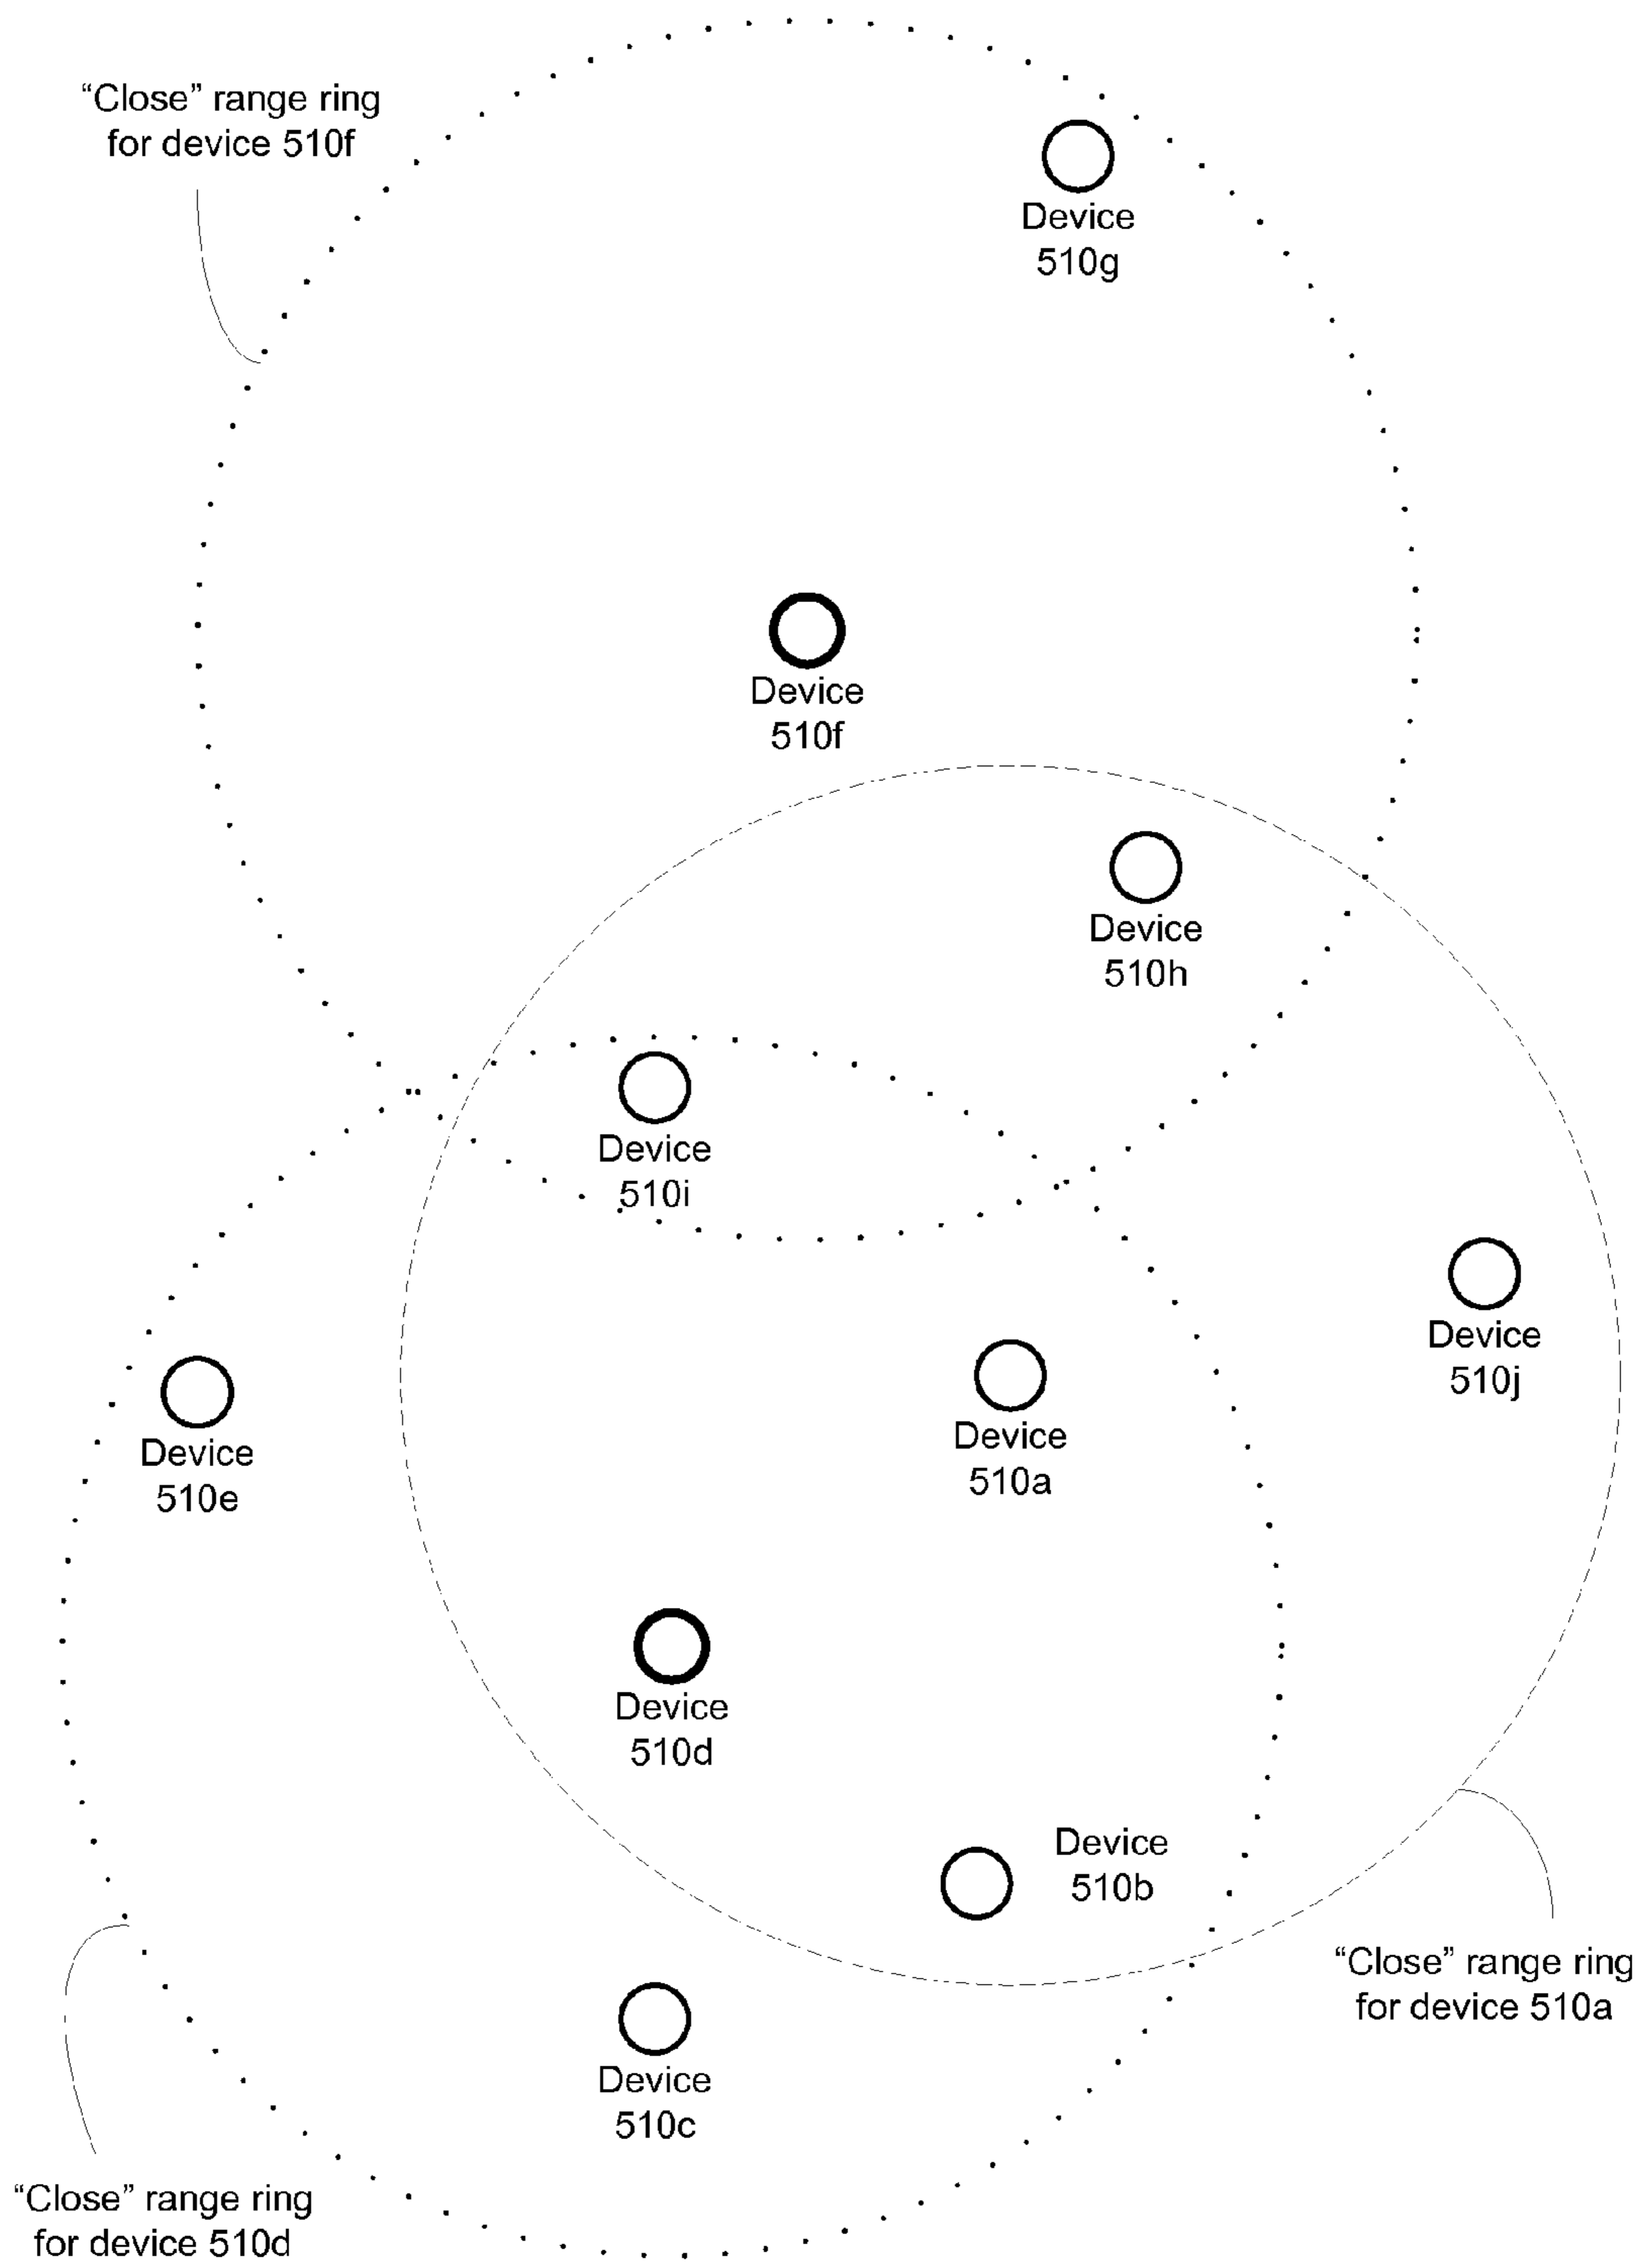 “Close” range ring
for device 510f
Device
510g
Device
510f
Device
510h
Device
510i
Device
510j
Device
510a
Device
510e
Device
510d
Device
510b
“Close” range ring
for device 510a
Device
510c
“Close” range ring
for device 510d